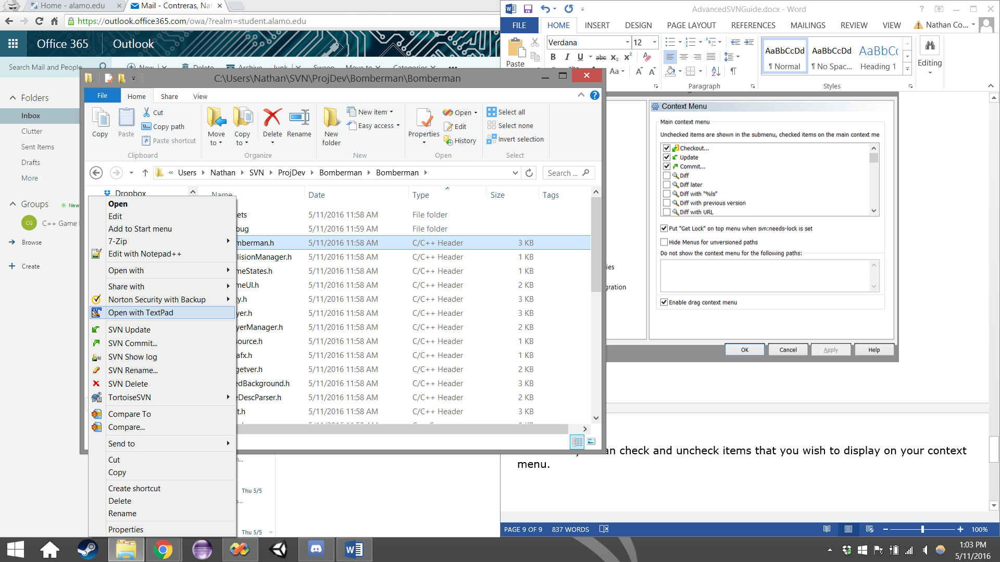 Home - alamo.edu
Mail - Contreras, Nat
https://outlook.office365.com/owa/?realm=student.alamo.edu
Office 365
Outlook
Search Mail and People
New
Delete
Archive
Junk
Sweep
Move to
Categories
Folders
Inbox
Clutter
Sent Items
Drafts
More
Groups
New
CG
C++ Game
Browse
Create
C:\Users\Nathan\SVN\ProjDev\Bomberman\Bomberman
File
Home
Share
View
Copy
Paste
Cut
Copy path
Paste shortcut
Clipboard
Move to
Copy to
Delete
Rename
Organize
New folder
New item
Easy access
New
Properties
Open
Edit
History
Open
Select all
Select none
Invert selection
Select
Users
Nathan
SVN
ProjDev
Bomberman
Bomberman
Search ...
Dropbox
Name
Date
Type
Size
Tags
ets 5/11/2016 11:58 AM File folder
bug 5/11/2016 11:59 AM File folder
mberman.h 5/11/2016 11:58 AM C/C++ Header 3 KB
lisionManager.h 5/11/2016 11:58 AM C/C++ Header 1 KB
meStates.h 5/11/2016 11:58 AM C/C++ Header 1 KB
meUI.h 5/11/2016 11:58 AM C/C++ Header 2 KB
ty.h 5/11/2016 11:58 AM C/C++ Header 3 KB
yer.h 5/11/2016 11:58 AM C/C++ Header 3 KB
yerManager.h 5/11/2016 11:58 AM C/C++ Header 2 KB
source.h 5/11/2016 11:58 AM C/C++ Header 1 KB
afx.h 5/11/2016 11:58 AM C/C++ Header 1 KB
getver.h 5/11/2016 11:58 AM C/C++ Header 2 KB
edBackground.h 5/11/2016 11:58 AM C/C++ Header 3 KB
eDescParser.h 5/11/2016 11:58 AM C/C++ Header 2 KB
t.h 5/11/2016 11:58 AM C/C++ Header 3 KB
Open
Edit
Add to Start menu
7-Zip
Edit with Notepad++
Open with
Share with
Norton Security with Backup
Open with TextPad
SVN Update
SVN Commit...
SVN Show log
SVN Rename...
SVN Delete
TortoiseSVN
Compare To
Compare...
Send to
Cut
Copy
Create shortcut
Delete
Rename
Properties
Thu 5/5
Thu 5/5
AdvancedSVNGuide.docx - Word
FILE
HOME
INSERT
DESIGN
PAGE LAYOUT
REFERENCES
MAILINGS
REVIEW
VIEW
Nathan Co...
Paste
Verdana
12
B I U abc X2 X2
Aa
A A
Paragraph
AaBbCcDd
¶ Normal
AaBbCcDd
¶ No Spac...
AaBbCc
Heading 1
Styles
Editing
Context Menu
Main context menu
Unchecked items are shown in the submenu, checked items on the main context me
Checkout...
Update
Commit...
Diff
Diff later
Diff with "%ls"
Diff with previous version
Diff with URL
Put "Get Lock" on top menu when svn:needs-lock is set
Hide Menus for unversioned paths
Do not show the context menu for the following paths:
Enable drag context menu
ies
gration
OK
Cancel
Apply
Help
an check and uncheck items that you wish to display on your context
menu.
PAGE 9 OF 9
837 WORDS
100%
1:03 PM
5/11/2016